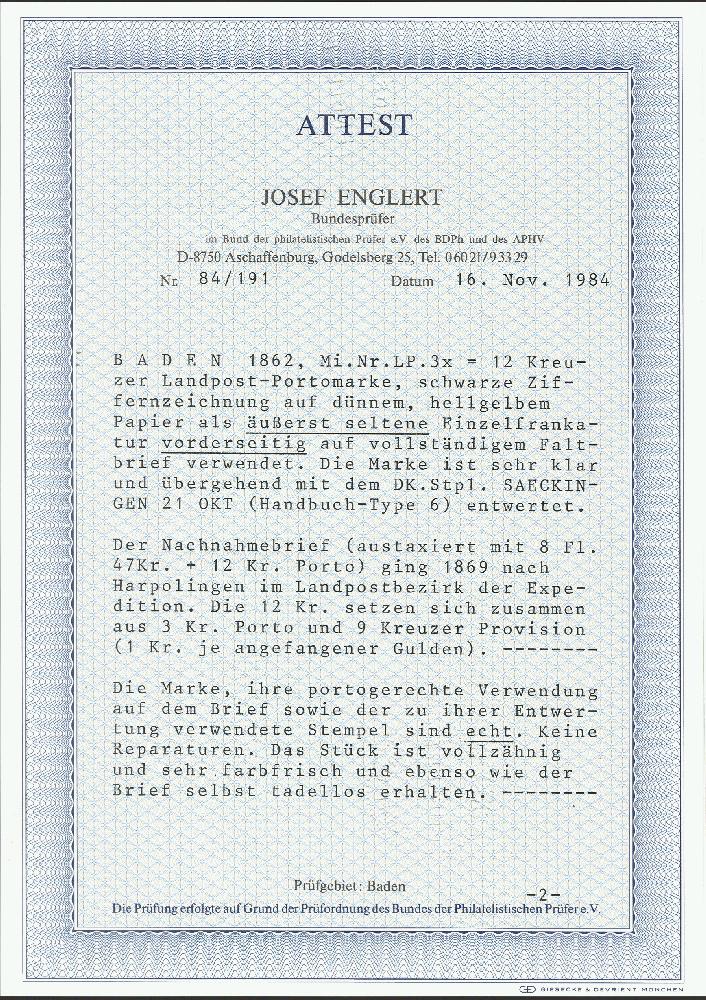 ATTEST
JOSEF ENGLERT
Bundesprüfer
im Bund der philatelistischen Prüfer e.V. des BDPh und des APHV
D-8750 Aschaffenburg, Godelsberg 25, Tel. 06021/93329
Nr. 84/191 Datum 16. Nov. 1984
B A D E N 1862, Mi.Nr.LP.3x = 12 Kreu-
zer Landpost-Portomarke, schwarze Zif-
fernzeichnung auf dünnem, hellgelbem
Papier als äußerst seltene Einzelfranka-
tur vorderseitig auf vollständigem Falt-
brief verwendet. Die Marke ist sehr klar
und übergehend mit dem DK.Stpl. SAECKIN-
GEN 21 OKT (Handbuch-Type 6) entwertet.
Der Nachnahmebrief (austaxiert mit 8 Fl.
47Kr. + 12 Kr. Porto) ging 1869 nach
Harpolingen im Landpostbezirk der Expe-
dition. Die 12 Kr. setzen sich zusammen
aus 3 Kr. Porto und 9 Kreuzer Provision
(1 Kr. je angefangener Gulden). --------
Die Marke, ihre portogerechte Verwendung
auf dem Brief sowie der zu ihrer Entwer-
tung verwendete Stempel sind echt. Keine
Reparaturen. Das Stück ist vollzähnig
und sehr farbfrisch und ebenso wie der
Brief selbst tadellos erhalten. --------
Prüfgebiet: Baden
-2-
Die Prüfung erfolgte auf Grund der Prüfordnung des Bundes der Philatelistischen Prüfer e.V.
GIESECKE & DEVRIENT MÜNCHEN